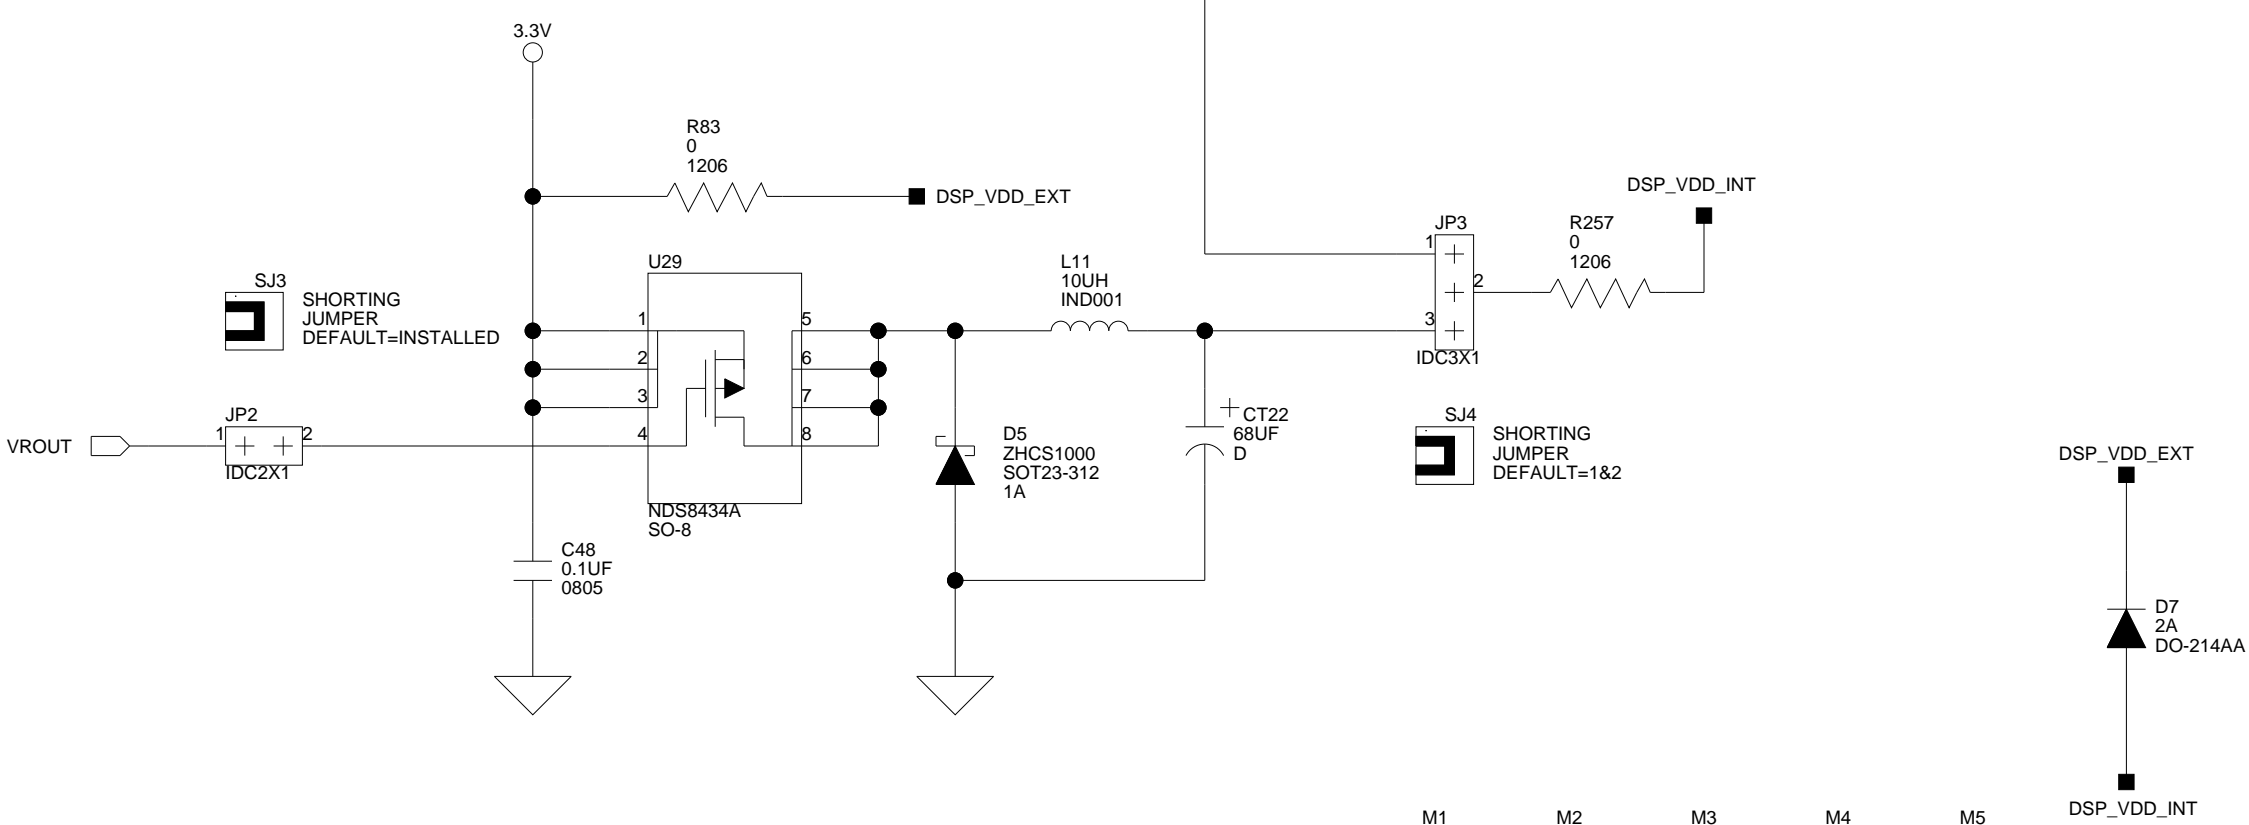 3.3V
R83
0
1206
DSP_VDD_EXT
DSP_VDD_INT
JP3
1
2
3
IDC3X1
R257
0
1206
SJ3
SHORTING
JUMPER
DEFAULT=INSTALLED
U29
1
2
3
4
5
6
7
8
NDS8434A
SO-8
L11
10UH
IND001
JP2
1
2
IDC2X1
VROUT
D5
ZHCS1000
SOT23-312
1A
+
CT22
68UF
D
SJ4
SHORTING
JUMPER
DEFAULT=1&2
C48
0.1UF
0805
DSP_VDD_EXT
D7
2A
DO-214AA
DSP_VDD_INT
M1 M2 M3 M4 M5